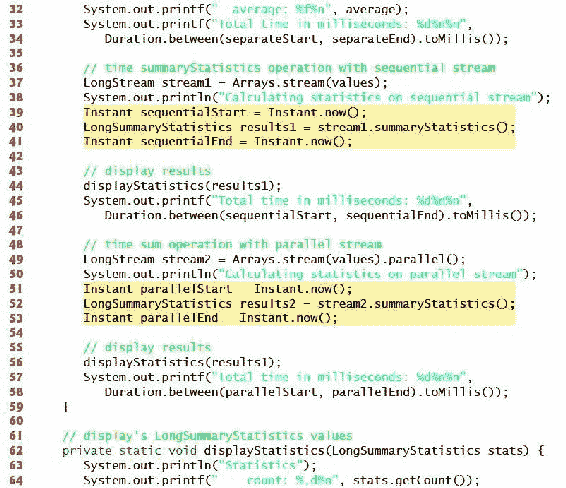 32 System.out.printf("  average: %f%n", average);
33 System.out.printf("Total time in milliseconds: %d%n%n",
34 Duration.between(separateStart, separateEnd).toMillis());
35
36 // time summaryStatistics operation with sequential stream
37 LongStream stream1 = Arrays.stream(values);
38 System.out.println("Calculating statistics on sequential stream");
39 Instant sequentialStart = Instant.now();
40 LongSummaryStatistics results1 = stream1.summaryStatistics();
41 Instant sequentialEnd = Instant.now();
42
43 // display results
44 displayStatistics(results1);
45 System.out.printf("Total time in milliseconds: %d%n%n",
46 Duration.between(sequentialStart, sequentialEnd).toMillis());
47
48 // time sum operation with parallel stream
49 LongStream stream2 = Arrays.stream(values).parallel();
50 System.out.println("Calculating statistics on parallel stream");
51 Instant parallelStart = Instant.now();
52 LongSummaryStatistics results2 = stream2.summaryStatistics();
53 Instant parallelEnd = Instant.now();
54
55 // display results
56 displayStatistics(results1);
57 System.out.printf("Total time in milliseconds: %d%n%n",
58 Duration.between(parallelStart, parallelEnd).toMillis());
59 }
60
61 // display's LongSummaryStatistics values
62 private static void displayStatistics(LongSummaryStatistics stats) {
63 System.out.println("Statistics");
64 System.out.printf("    count: %,d%n", stats.getCount());